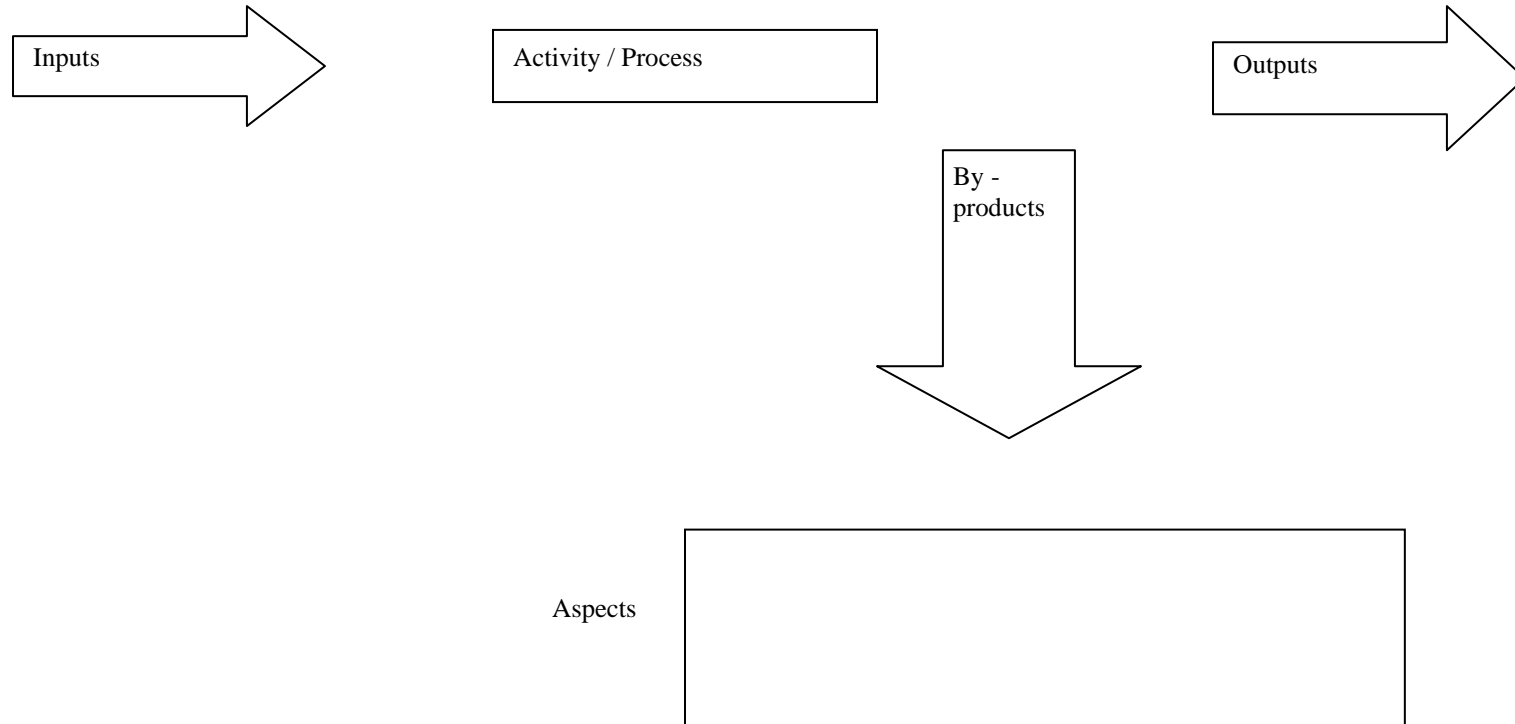 Inputs
Activity / Process
Outputs
By -
products
Aspects